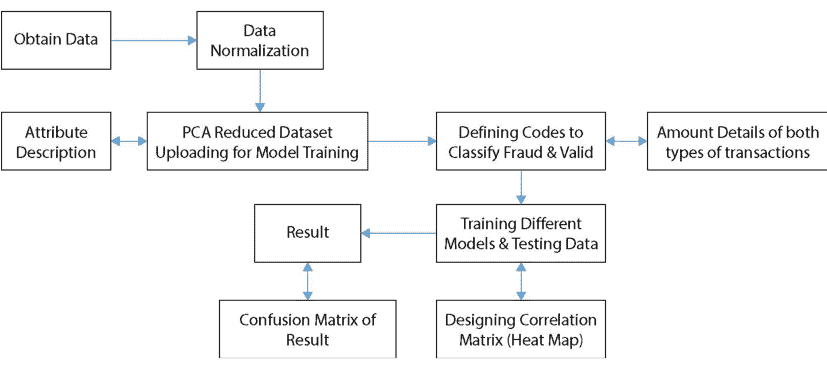 Obtain Data
Data
Normalization
Attribute
Description
PCA Reduced Dataset
Uploading for Model Training
Defining Codes to
Classify Fraud & Valid
Amount Details of both
types of transactions
Result
Training Different
Models & Testing Data
Confusion Matrix of
Result
Designing Correlation
Matrix (Heat Map)